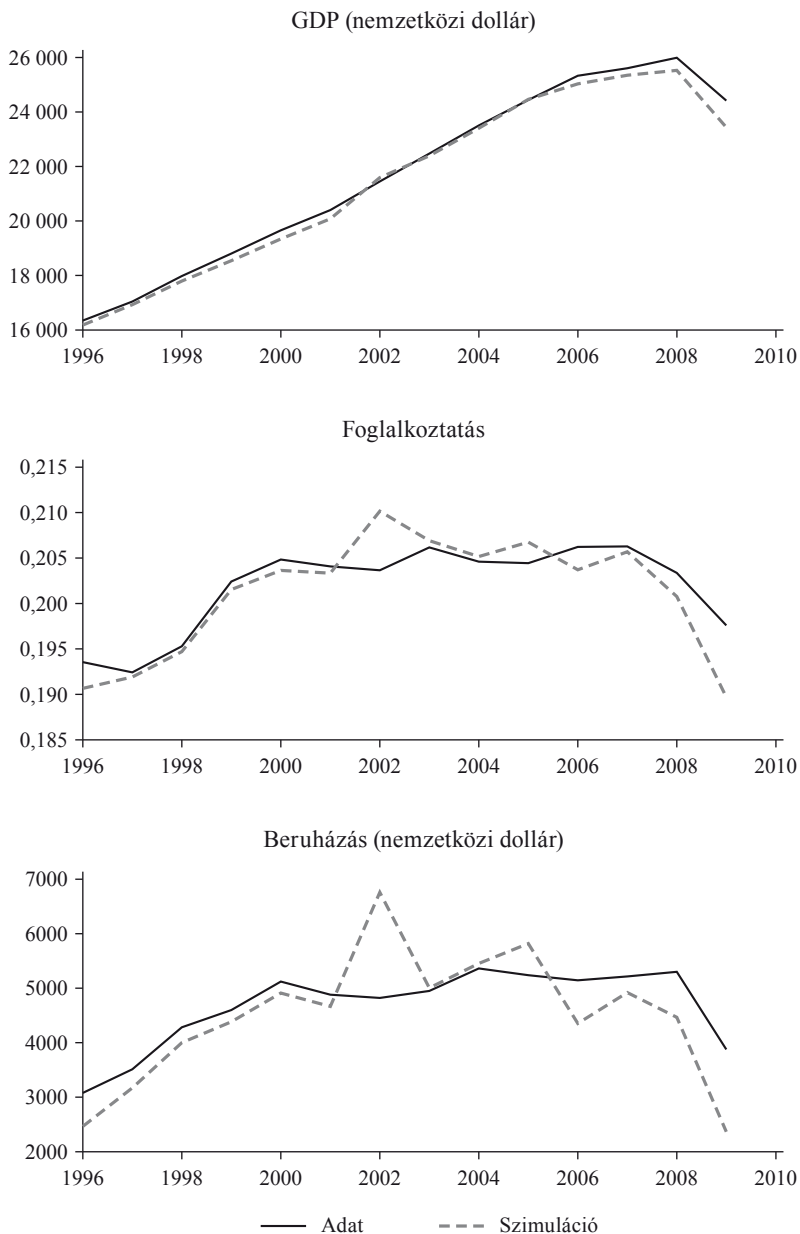 GDP (nemzetközi dollár)
26 000
24 000
22 000
20 000
18 000
16 000
1996 1998 2000 2002 2004 2006 2008 2010
Foglalkoztatás
0,215
0,210
0,205
0,200
0,195
0,190
0,185
1996 1998 2000 2002 2004 2006 2008 2010
Beruházás (nemzetközi dollár)
7000
6000
5000
4000
3000
2000
1996 1998 2000 2002 2004 2006 2008 2010
Adat Szimuláció